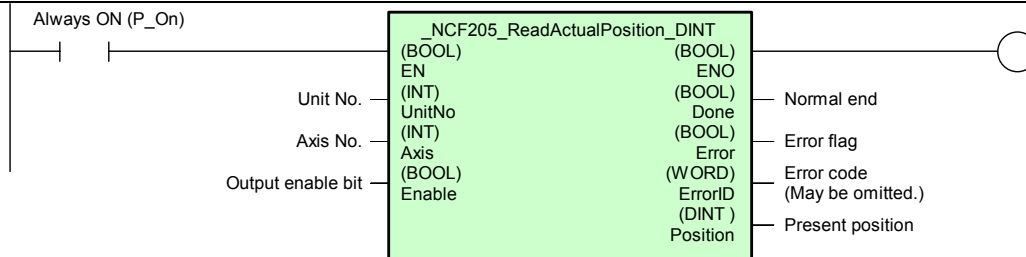 Always ON (P_On)
_NCF205_ReadActualPosition_DINT
(BOOL) (BOOL)
EN ENO
Unit No. (INT) (BOOL) Normal end
UnitNo Done
Axis No. (INT) (BOOL) Error flag
Axis Error
Output enable bit (BOOL) (WORD) Error code
Enable ErrorID (May be omitted.)
(DINT )
Position Present position